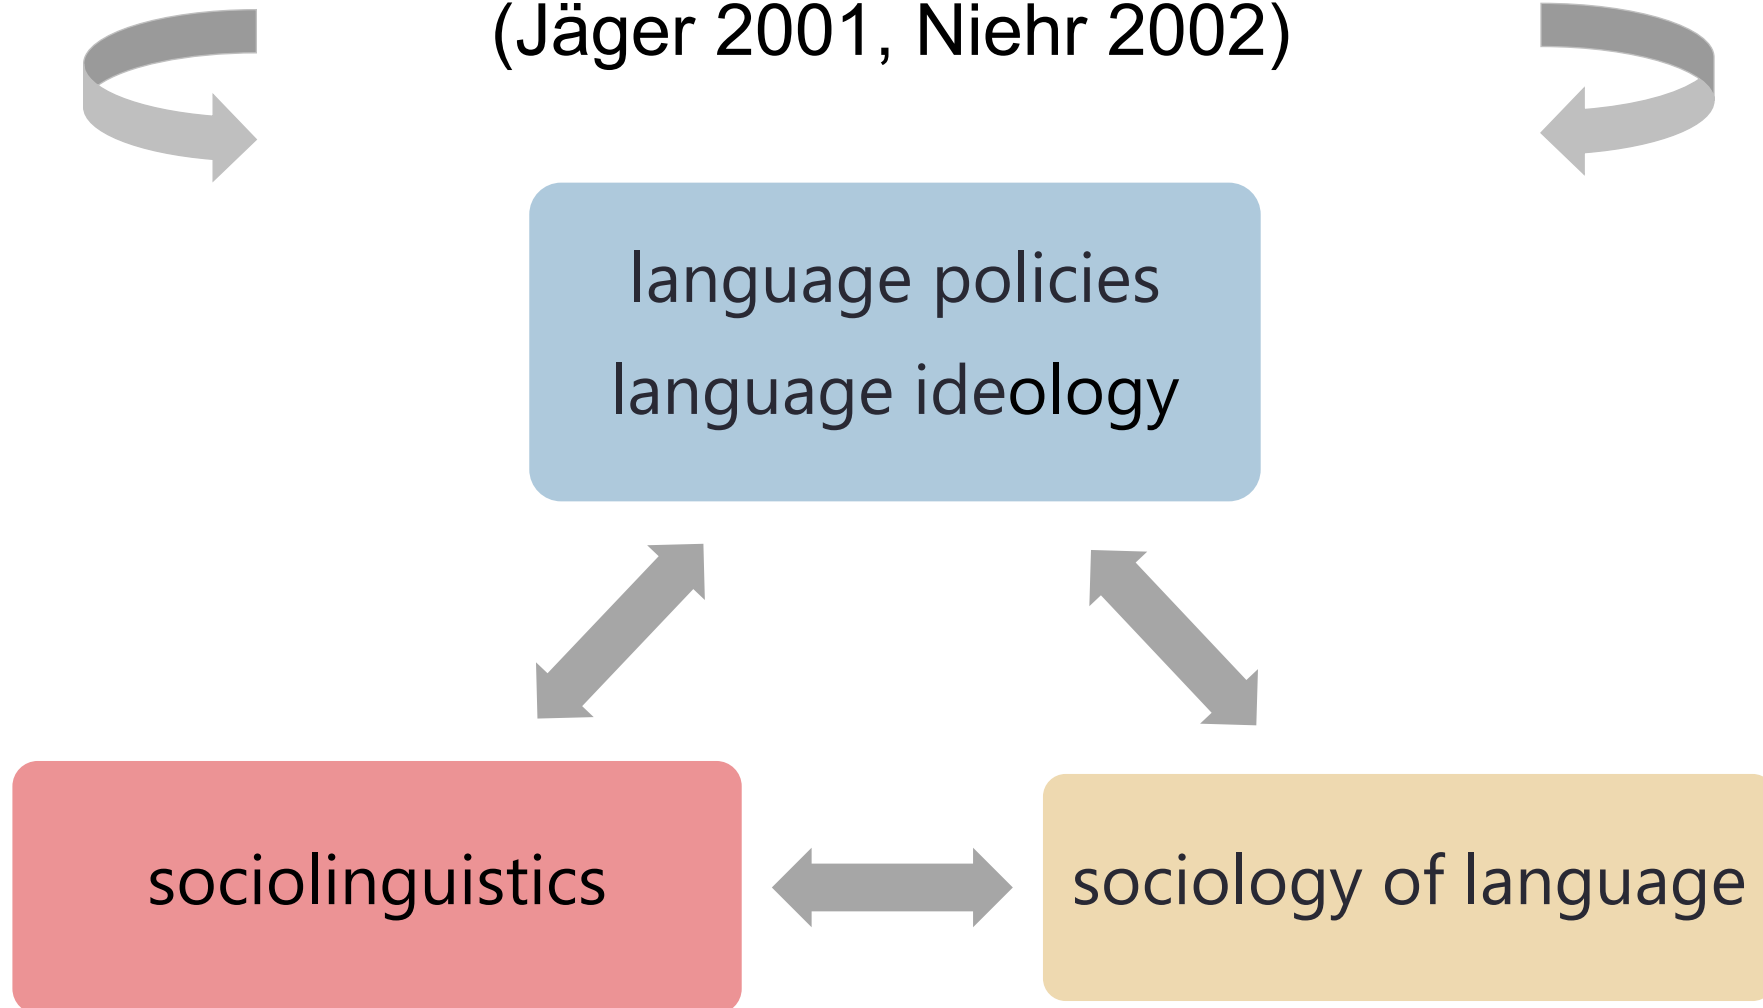 (Jäger 2001, Niehr 2002)
language policies
language ideology
sociolinguistics
sociology of language